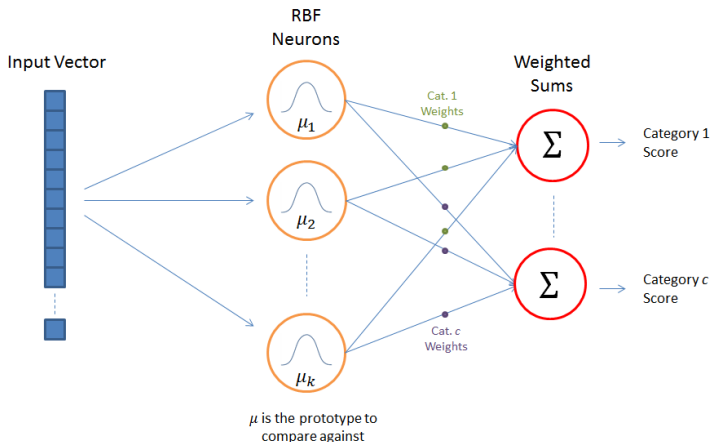 Input Vector
RBF
Neurons
Weighted
Sums
μ1
μ2
μk
Cat. 1
Weights
Cat. c
Weights
Σ
Σ
Category 1
Score
Category c
Score
μ is the prototype to
compare against